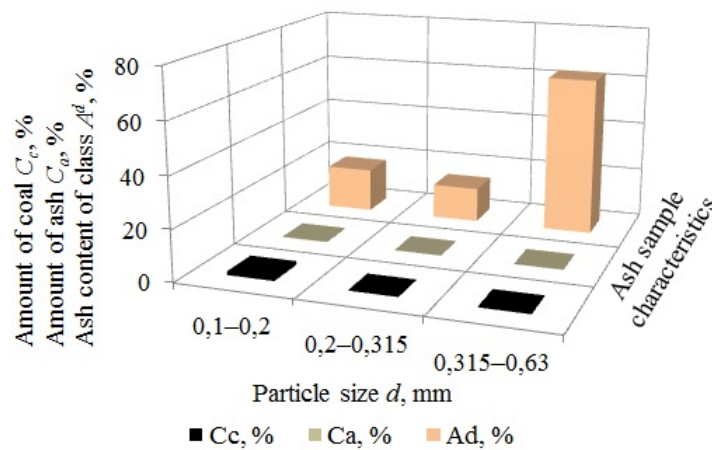 Amount of coal Cc, %
Amount of ash Ca, %
Ash content of class Ad, %
80
60
40
20
0
0,1–0,2
0,2–0,315
0,315–0,63
Ash sample
characteristics
Particle size d, mm
Cc, % Ca, % Ad, %